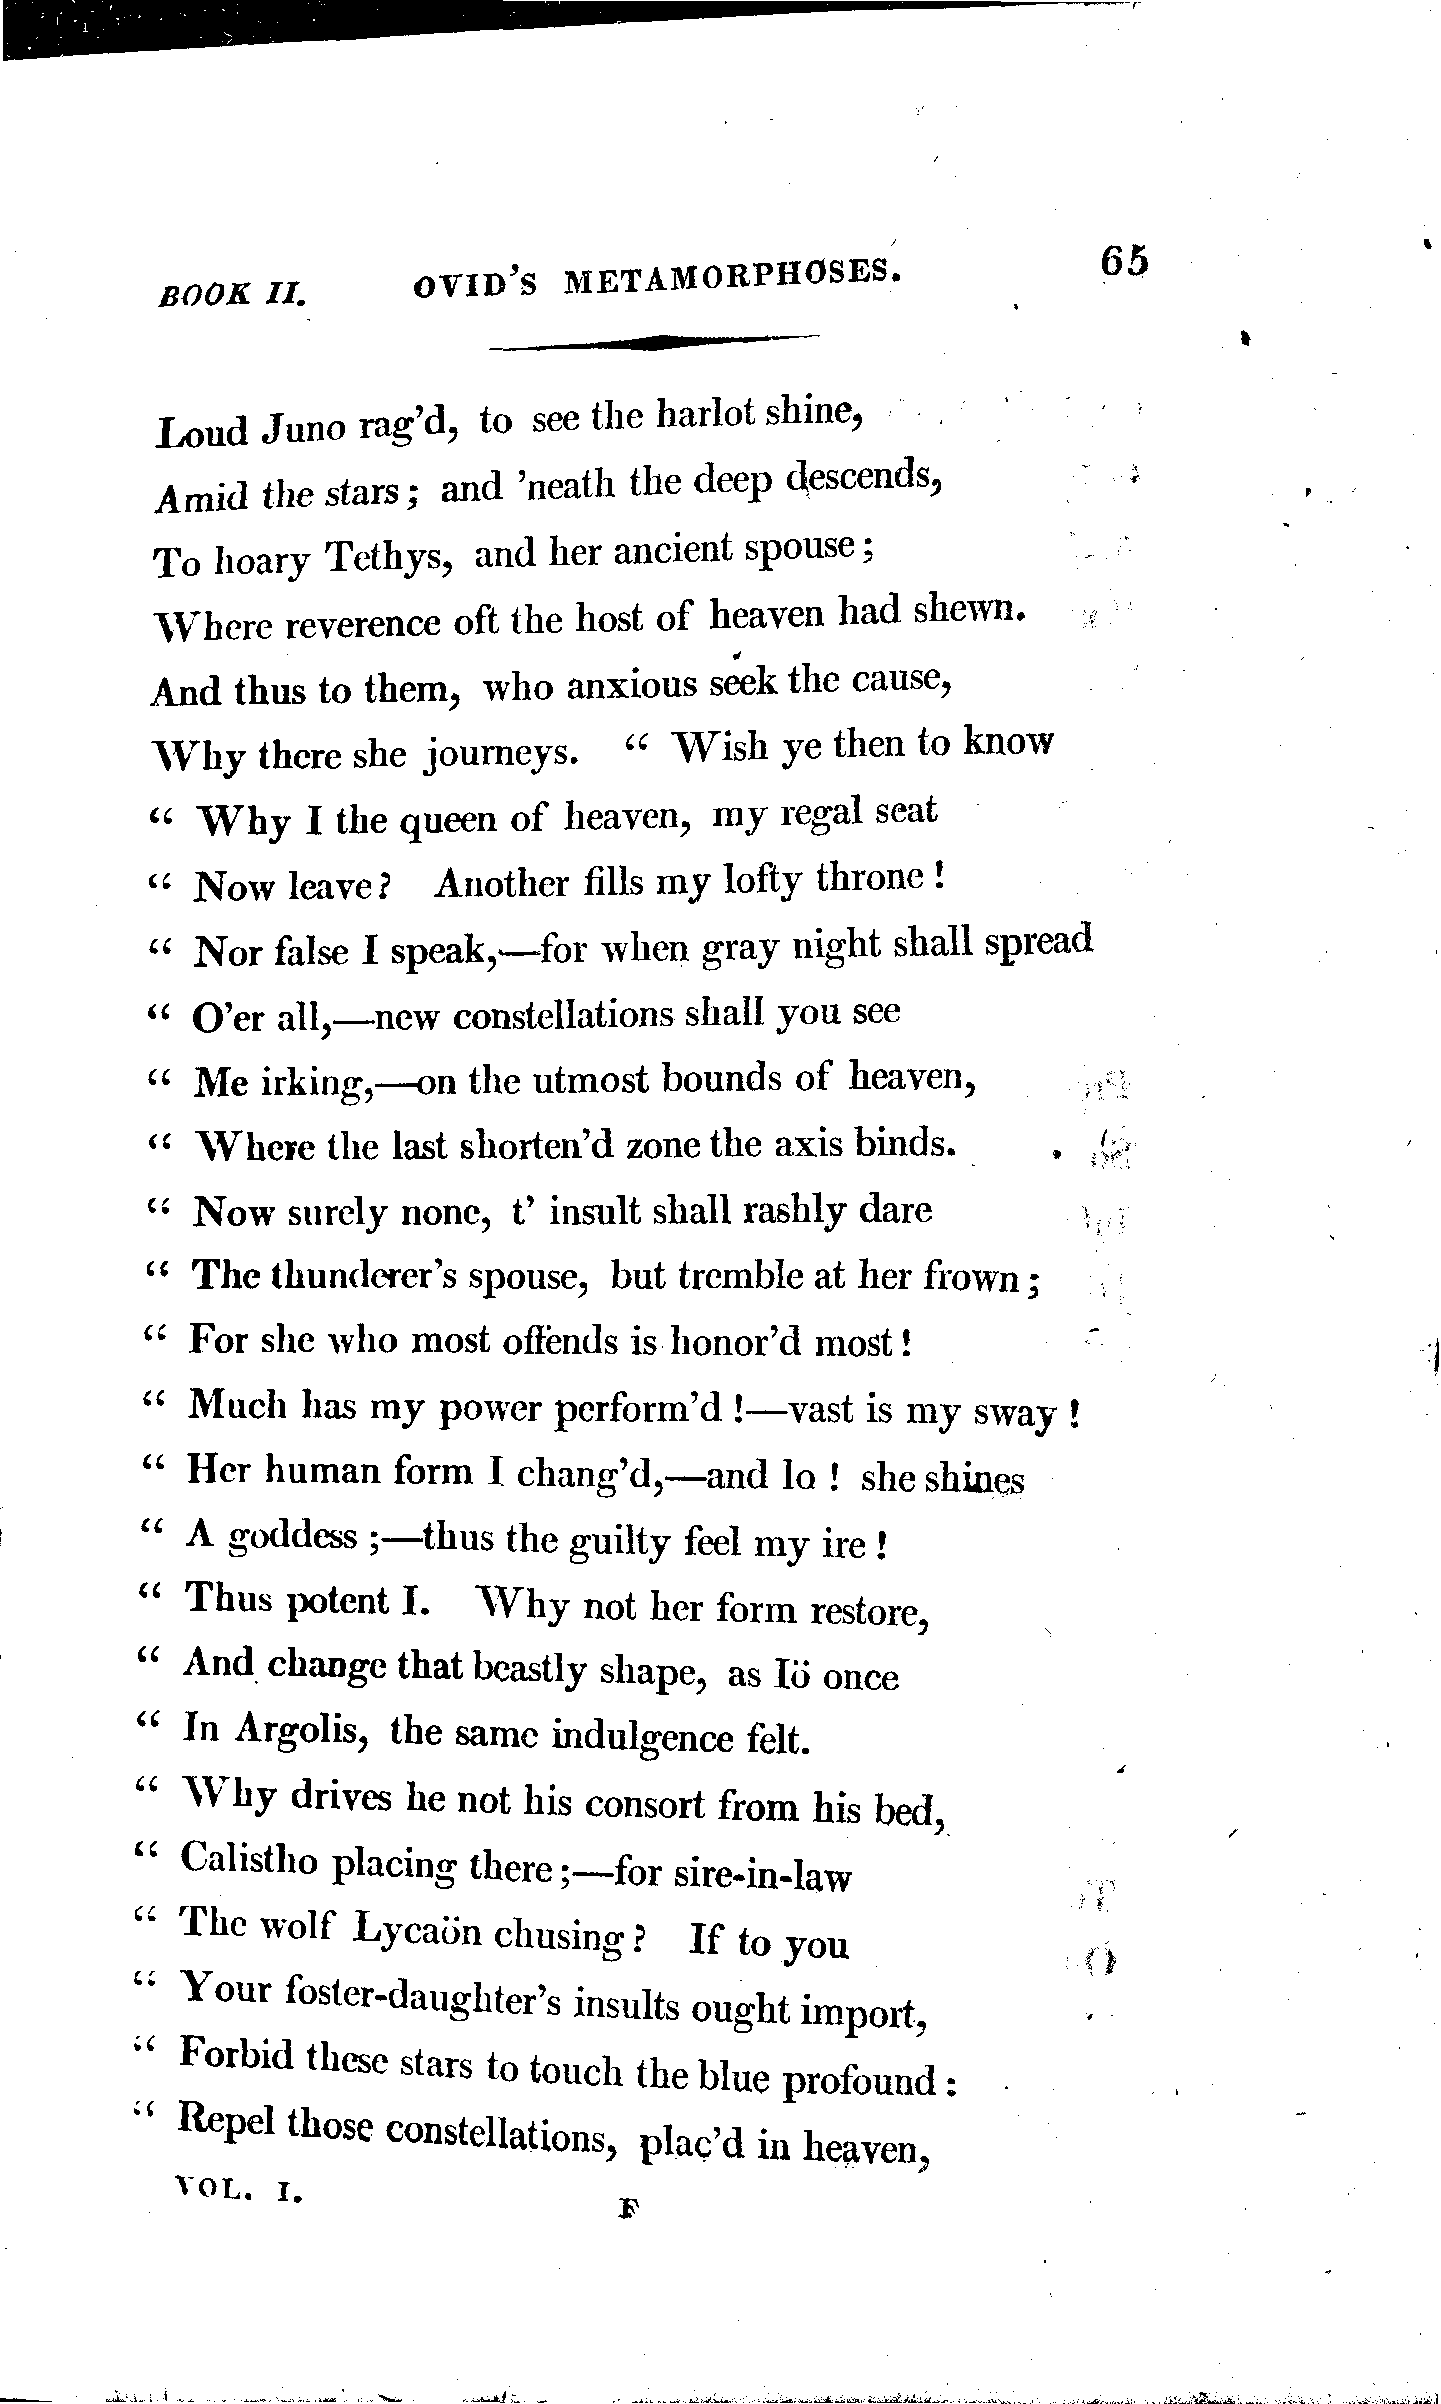 BOOK II. OVID'S METAMORPHOSES. 65
Loud Juno rag'd, to see the harlot shine,
Amid the stars; and 'neath the deep descends,
To hoary Tethys, and her ancient spouse;
Where reverence oft the host of heaven had shewn.
And thus to them, who anxious seek the cause,
Why there she journeys. “ Wish ye then to know
“ Why I the queen of heaven, my regal seat
“ Now leave? Another fills my lofty throne!
“ Nor false I speak,—for when gray night shall spread
“ O'er all,—new constellations shall you see
“ Me irking,—on the utmost bounds of heaven,
“ Where the last shorten'd zone the axis binds.
“ Now surely none, t' insult shall rashly dare
“ The thunderer's spouse, but tremble at her frown;
“ For she who most offends is honor'd most!
“ Much has my power perform'd!—vast is my sway!
“ Her human form I chang'd,—and lo! she shines
“ A goddess;—thus the guilty feel my ire!
“ Thus potent I. Why not her form restore,
“ And change that beastly shape, as Iö once
“ In Argolis, the same indulgence felt.
“ Why drives he not his consort from his bed,
“ Calistho placing there;—for sire-in-law
“ The wolf Lycaön chusing? If to you
“ Your foster-daughter's insults ought import,
“ Forbid these stars to touch the blue profound:
“ Repel those constellations, plac'd in heaven,
VOL. I. F